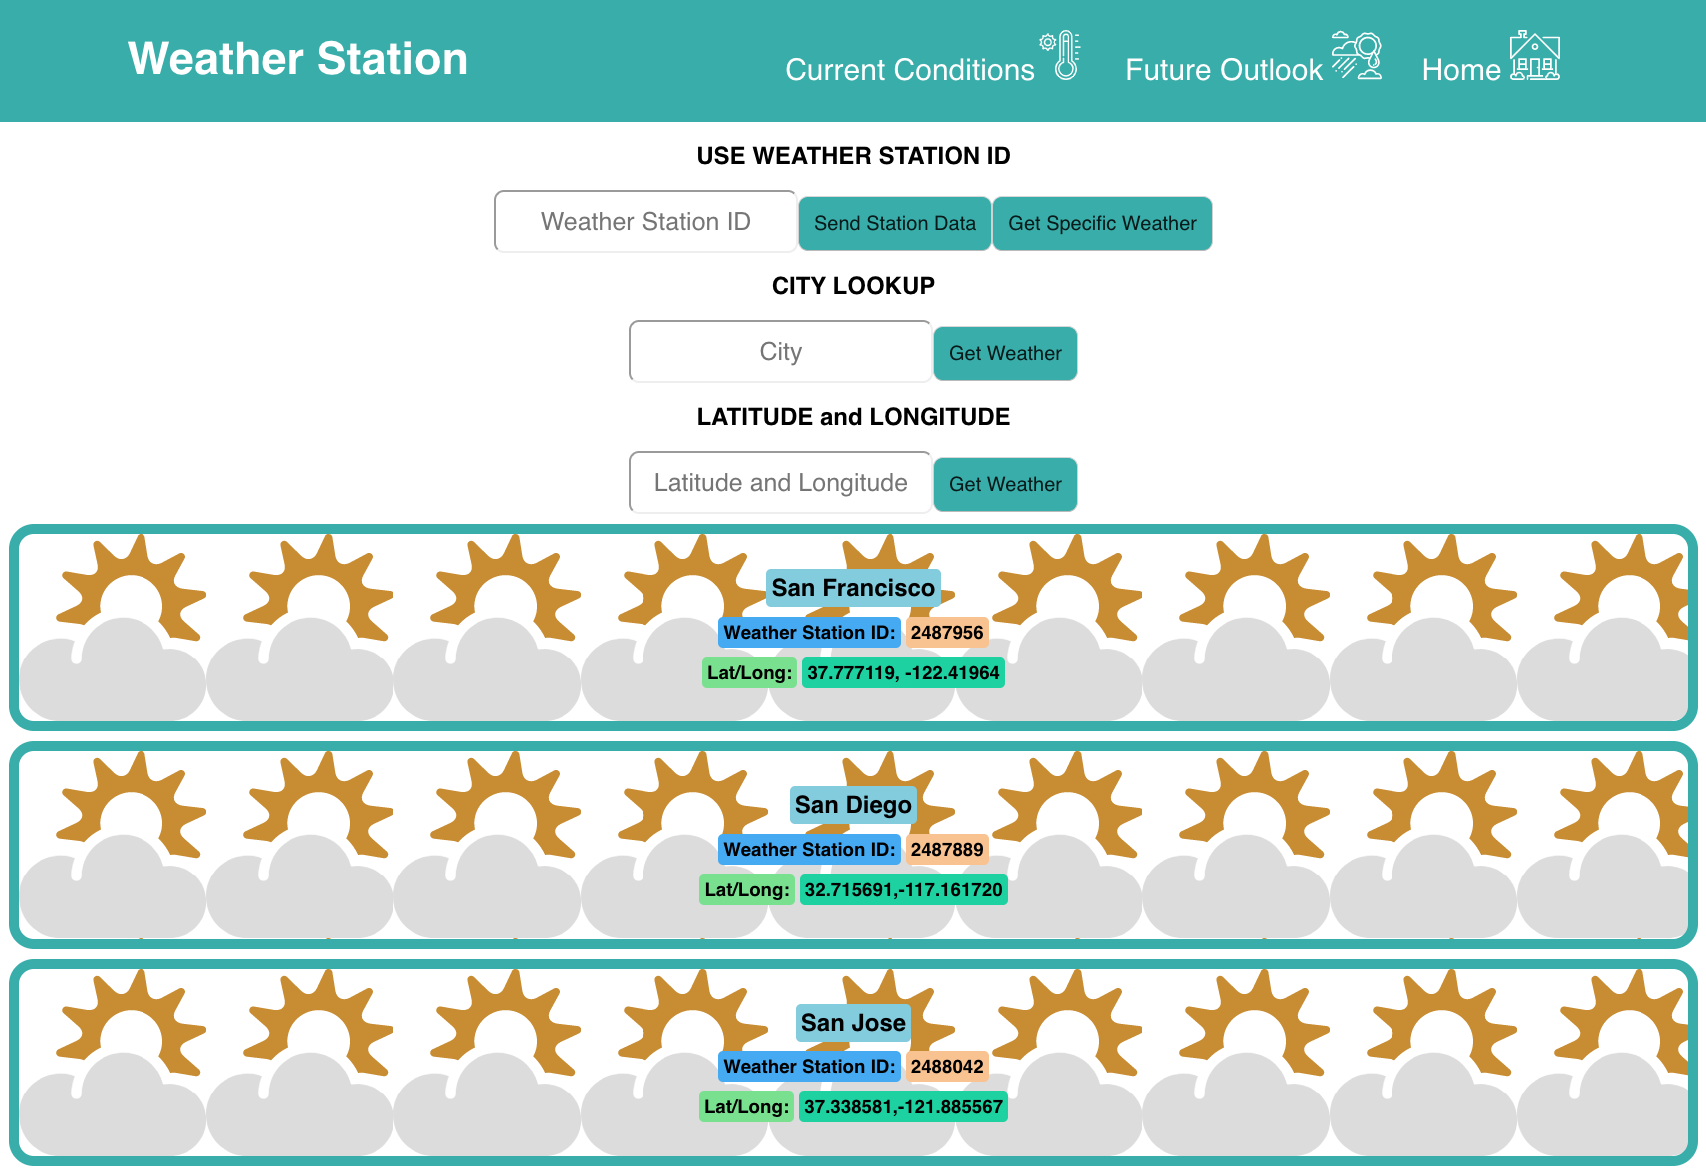 Weather Station
Current Conditions
Future Outlook
Home
USE WEATHER STATION ID
Weather Station ID
Send Station Data
Get Specific Weather
CITY LOOKUP
City
Get Weather
LATITUDE and LONGITUDE
Latitude and Longitude
Get Weather
San Francisco
Weather Station ID: 2487956
Lat/Long: 37.777119, -122.41964
San Diego
Weather Station ID: 2487889
Lat/Long: 32.715691,-117.161720
San Jose
Weather Station ID: 2488042
Lat/Long: 37.338581,-121.885567